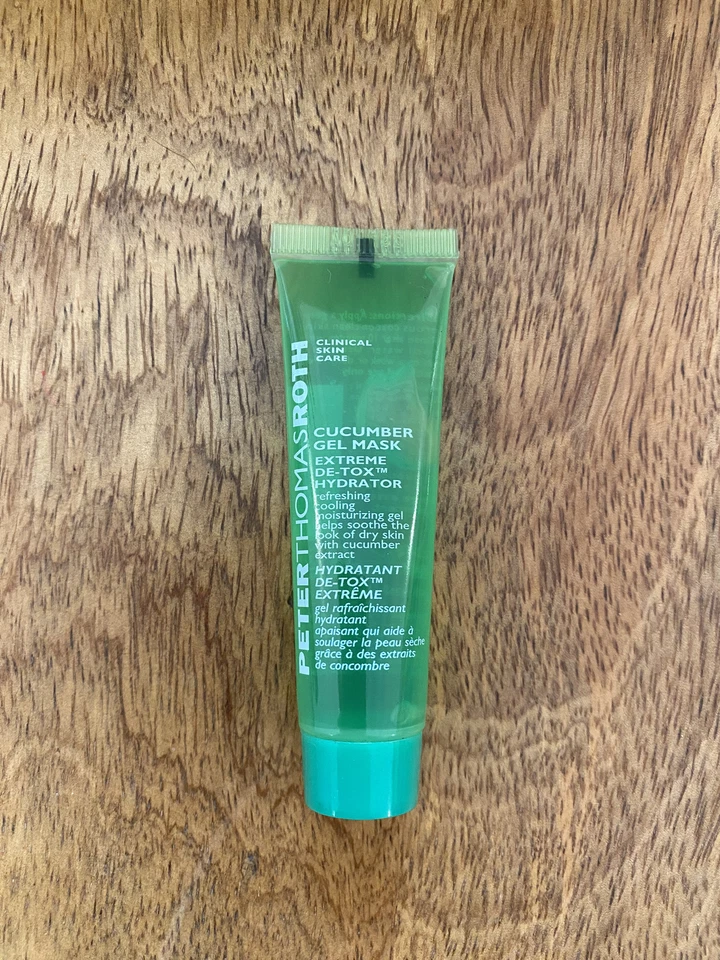 PETERTHOMASROTH
CLINICAL
SKIN
CARE
CUCUMBER
GEL MASK
EXTREME
DE-TOX™
HYDRATOR
refreshing
cooling
moisturizing gel
helps soothe the
look of dry skin
with cucumber
extract
HYDRATANT
DE-TOX™
EXTRÊME
gel rafraîchissant
hydratant
apaisant qui aide à
soulager la peau sèche
grâce à des extraits
de concombre